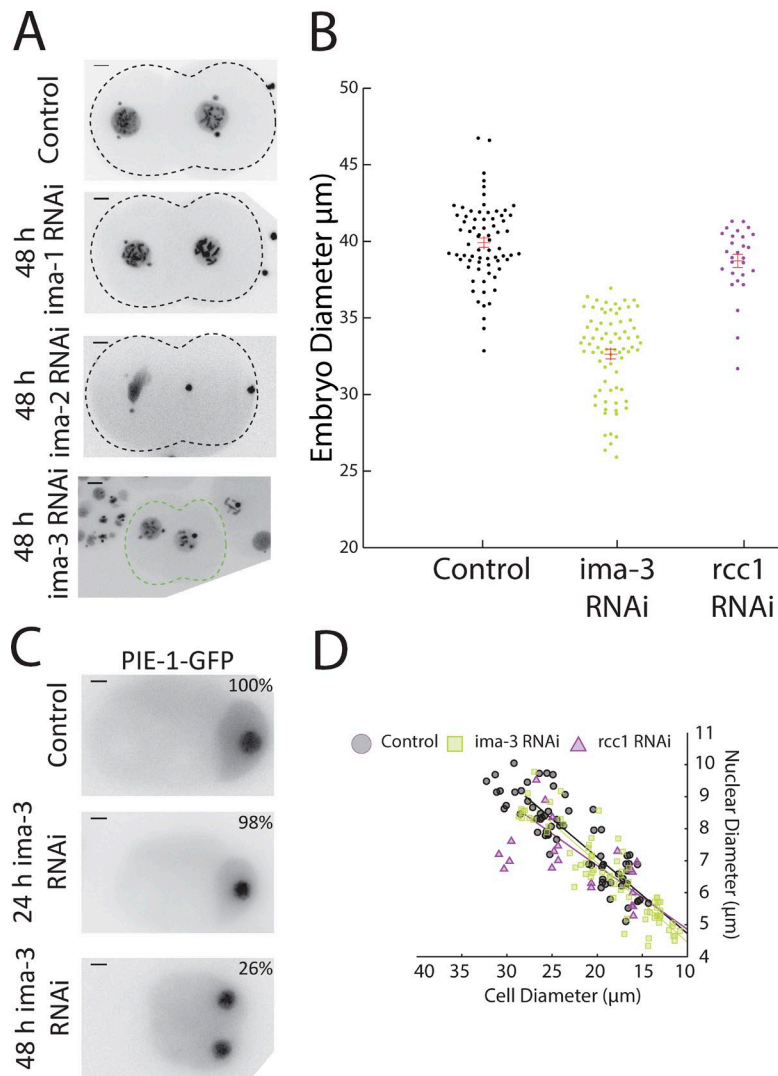 A
Control
48 h
ima-1 RNAi
48 h
ima-2 RNAi
48 h
ima-3 RNAi
B
Embryo Diameter μm)
50
45
40
35
30
25
20
Control
ima-3
RNAi
rcc1
RNAi
C
PIE-1-GFP
Control
100%
24 h ima-3
RNAi
98%
48 h ima-3
RNAi
26%
D
Control
ima-3 RNAi
rcc1 RNAi
11
10
9
8
7
6
5
4
Nuclear Diameter
(μm)
40 35 30 25 20 15 10
Cell Diameter (μm)